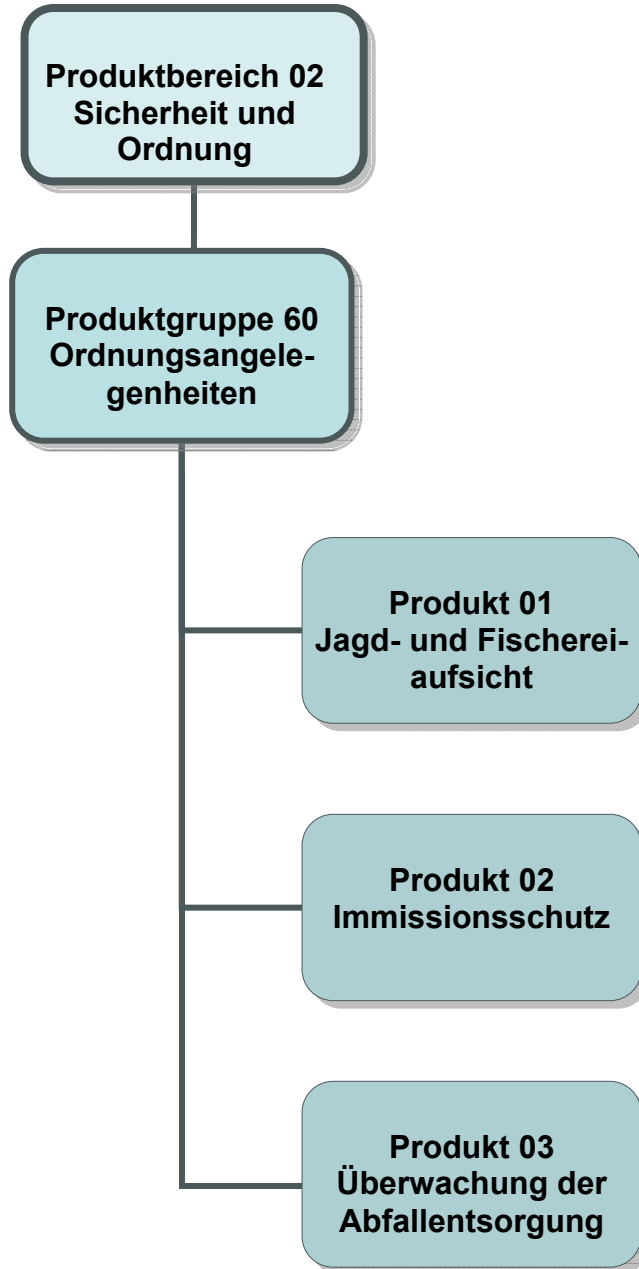 Produktbereich 02
Sicherheit und
Ordnung
Produktgruppe 60
Ordnungsangele-
genheiten
Produkt 01
Jagd- und Fischerei-
aufsicht
Produkt 02
Immissionsschutz
Produkt 03
Überwachung der
Abfallentsorgung